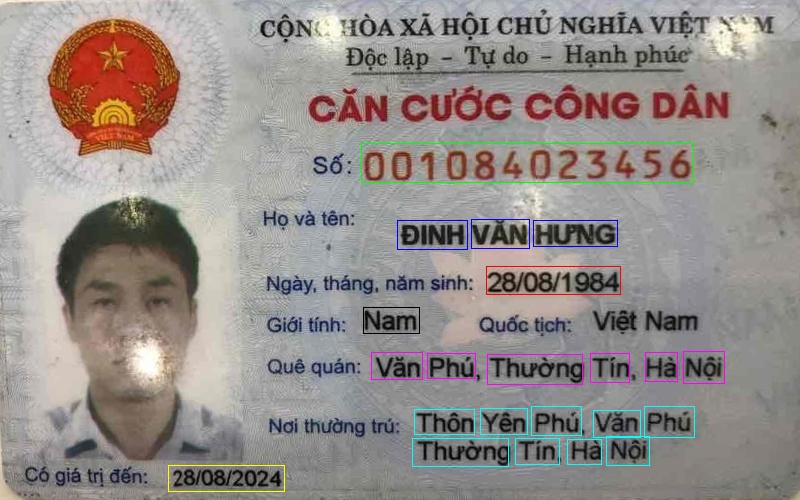 CỘNG HÒA XÃ HỘI CHỦ NGHĨA VIỆT NAM
Độc lập - Tự do - Hạnh phúc
CĂN CƯỚC CÔNG DÂN
Số: 001084023456
Họ và tên: ĐINH VĂN HƯNG
Ngày, tháng, năm sinh: 28/08/1984
Giới tính: Nam Quốc tịch: Việt Nam
Quê quán: Văn Phú, Thường Tín, Hà Nội
Nơi thường trú: Thôn Yên Phú, Văn Phú
Thường Tín, Hà Nội
Có giá trị đến: 28/08/2024